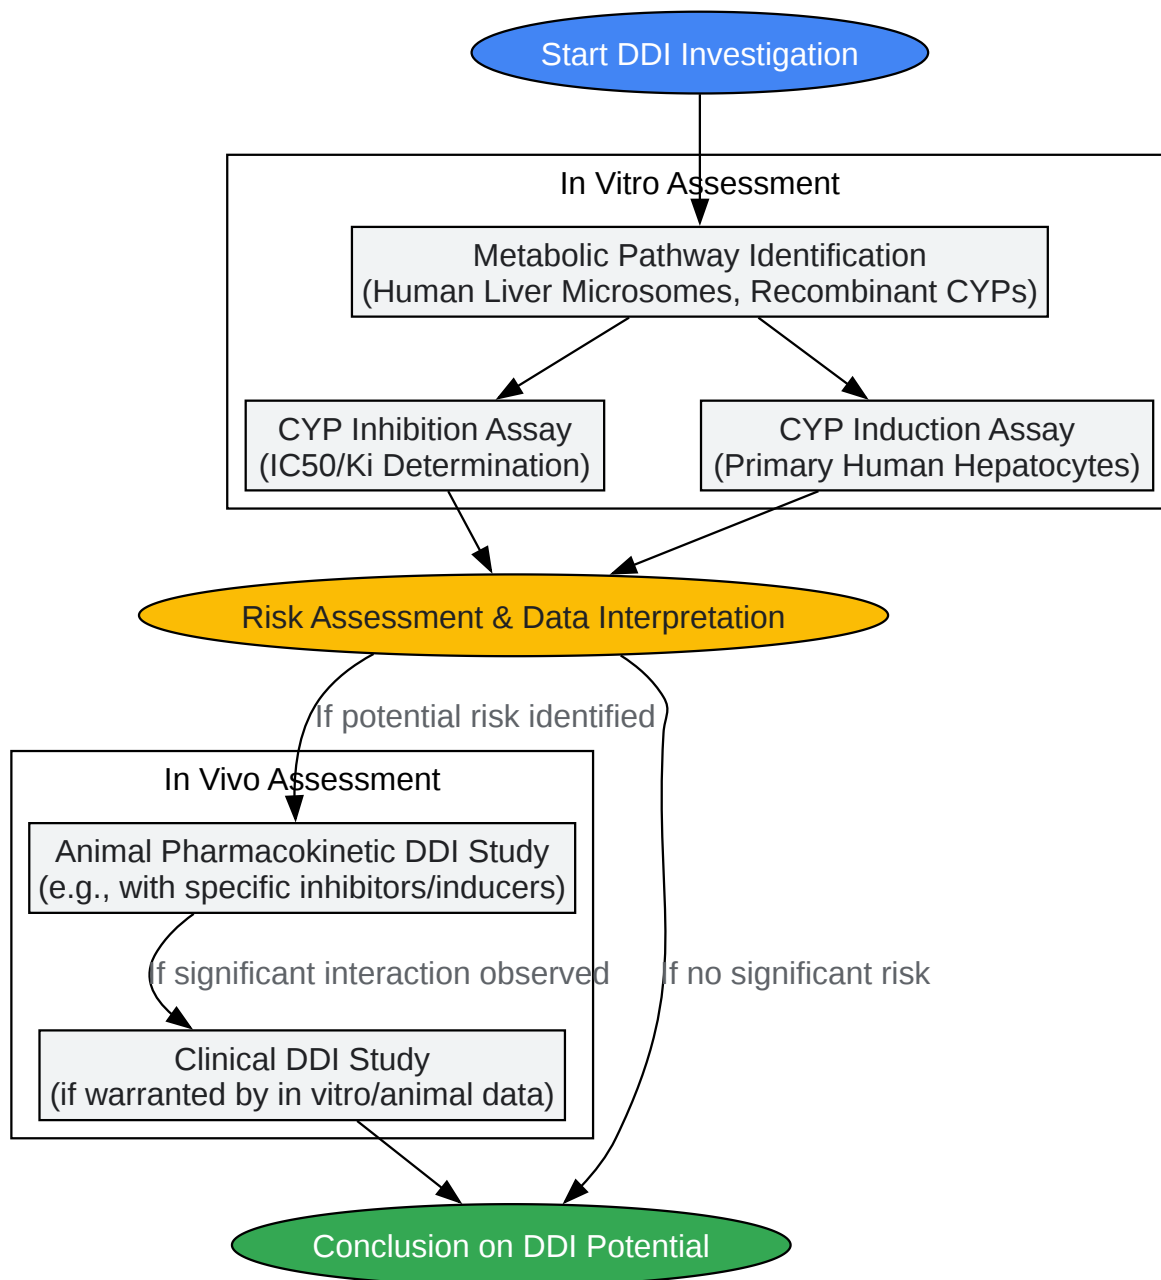 Start DDI Investigation
In Vitro Assessment
Metabolic Pathway Identification
(Human Liver Microsomes, Recombinant CYPs)
CYP Inhibition Assay
(IC50/Ki Determination)
CYP Induction Assay
(Primary Human Hepatocytes)
Risk Assessment & Data Interpretation
If potential risk identified
In Vivo Assessment
Animal Pharmacokinetic DDI Study
(e.g., with specific inhibitors/inducers)
If significant interaction observed
If no significant risk
Clinical DDI Study
(if warranted by in vitro/animal data)
Conclusion on DDI Potential